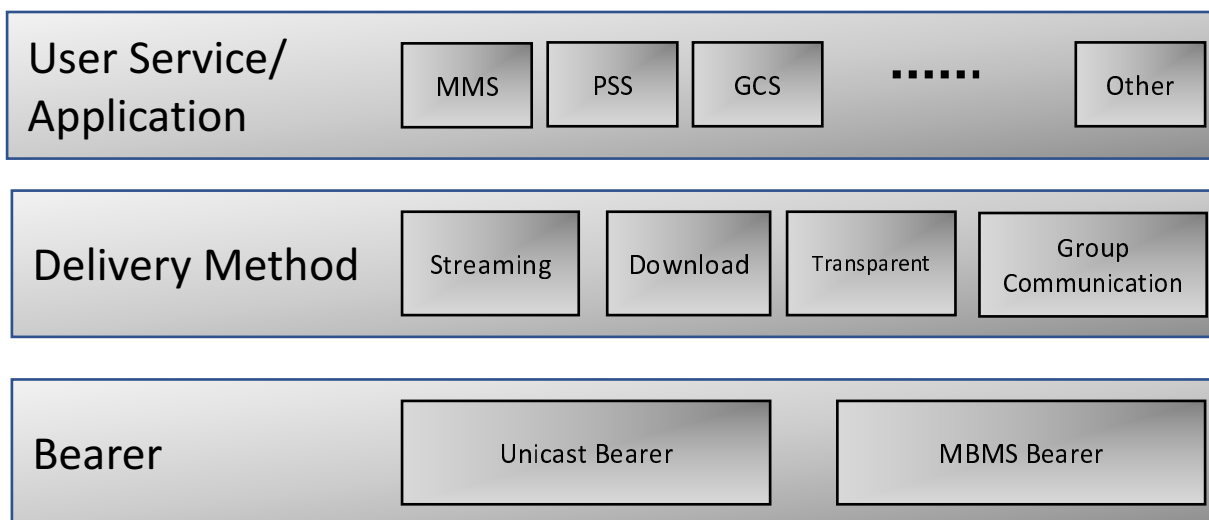 User Service/
Application
MMS
PSS
GCS
......
Other
Delivery Method
Streaming
Download
Transparent
Group
Communication
Bearer
Unicast Bearer
MBMS Bearer